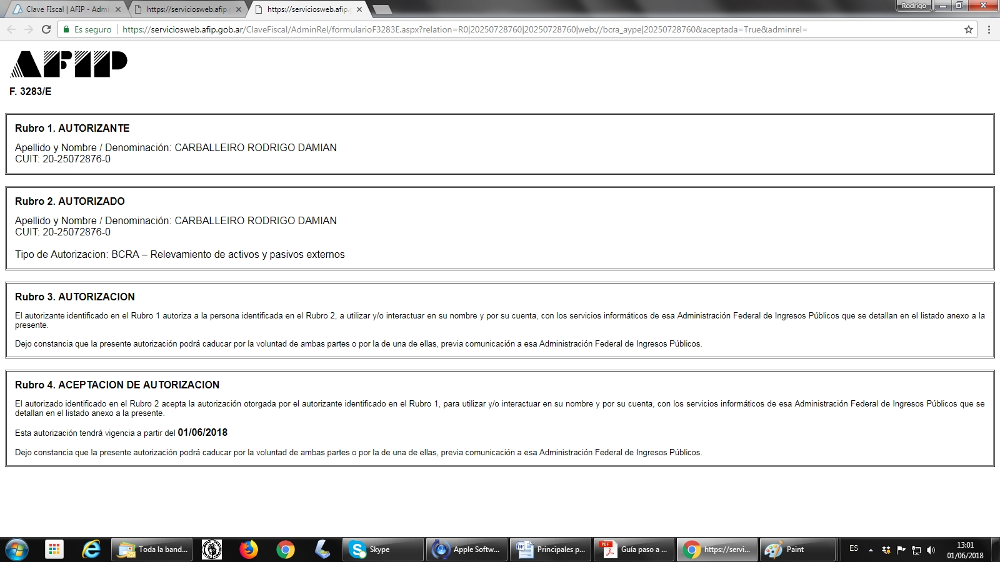 Clave FIscal | AFIP - Admi
https://serviciosweb.afip.g
https://serviciosweb.afip.g
Rodrigo
Es seguro
https://serviciosweb.afip.gob.ar/ClaveFiscal/AdminRel/formularioF3283E.aspx?relation=R0|20250728760|20250728760|web://bcra_aype|20250728760&aceptada=True&adminrel=
AFIP
F. 3283/E
Rubro 1. AUTORIZANTE
Apellido y Nombre / Denominación: CARBALLEIRO RODRIGO DAMIAN
CUIT: 20-25072876-0
Rubro 2. AUTORIZADO
Apellido y Nombre / Denominación: CARBALLEIRO RODRIGO DAMIAN
CUIT: 20-25072876-0
Tipo de Autorizacion: BCRA – Relevamiento de activos y pasivos externos
Rubro 3. AUTORIZACION
El autorizante identificado en el Rubro 1 autoriza a la persona identificada en el Rubro 2, a utilizar y/o interactuar en su nombre y por su cuenta, con los servicios informáticos de esa Administración Federal de Ingresos Públicos que se detallan en el listado anexo a la
presente.
Dejo constancia que la presente autorización podrá caducar por la voluntad de ambas partes o por la de una de ellas, previa comunicación a esa Administración Federal de Ingresos Públicos.
Rubro 4. ACEPTACION DE AUTORIZACION
El autorizado identificado en el Rubro 2 acepta la autorización otorgada por el autorizante identificado en el Rubro 1, para utilizar y/o interactuar en su nombre y por su cuenta, con los servicios informáticos de esa Administración Federal de Ingresos Públicos que se
detallan en el listado anexo a la presente.
Esta autorización tendrá vigencia a partir del 01/06/2018
Dejo constancia que la presente autorización podrá caducar por la voluntad de ambas partes o por la de una de ellas, previa comunicación a esa Administración Federal de Ingresos Públicos.
Toda la band...
Skype
Apple Softw...
Principales p...
PDF
Guía paso a ...
https://servi...
Paint
ES
13:01
01/06/2018